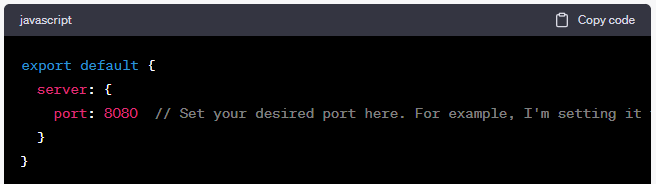 javascript
Copy code
export default {
server: {
port: 8080 // Set your desired port here. For example, I'm setting it
}
}